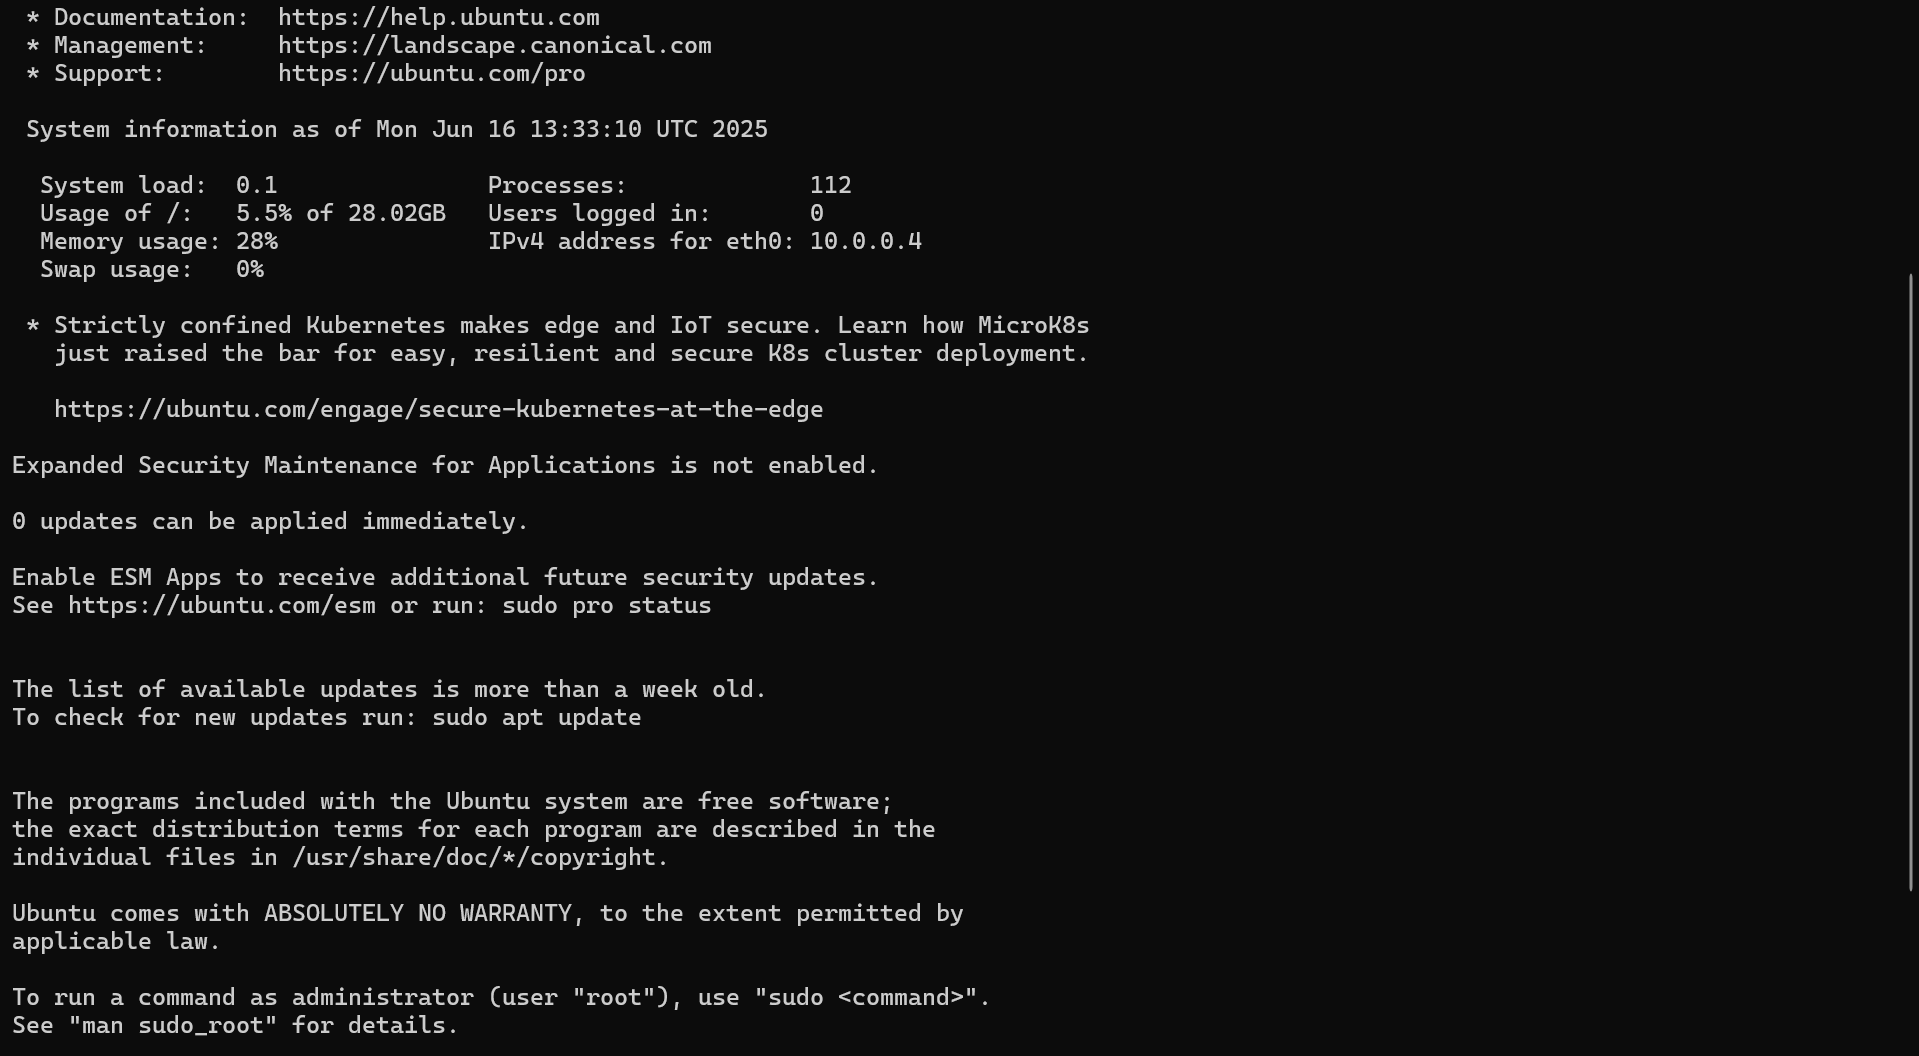 * Documentation:  https://help.ubuntu.com
* Management:     https://landscape.canonical.com
* Support:        https://ubuntu.com/pro
System information as of Mon Jun 16 13:33:10 UTC 2025
System load:  0.1               Processes:             112
Usage of /:   5.5% of 28.02GB   Users logged in:       0
Memory usage: 28%               IPv4 address for eth0: 10.0.0.4
Swap usage:   0%
* Strictly confined Kubernetes makes edge and IoT secure. Learn how MicroK8s
just raised the bar for easy, resilient and secure K8s cluster deployment.
https://ubuntu.com/engage/secure-kubernetes-at-the-edge
Expanded Security Maintenance for Applications is not enabled.
0 updates can be applied immediately.
Enable ESM Apps to receive additional future security updates.
See https://ubuntu.com/esm or run: sudo pro status
The list of available updates is more than a week old.
To check for new updates run: sudo apt update
The programs included with the Ubuntu system are free software;
the exact distribution terms for each program are described in the
individual files in /usr/share/doc/*/copyright.
Ubuntu comes with ABSOLUTELY NO WARRANTY, to the extent permitted by
applicable law.
To run a command as administrator (user "root"), use "sudo <command>".
See "man sudo_root" for details.